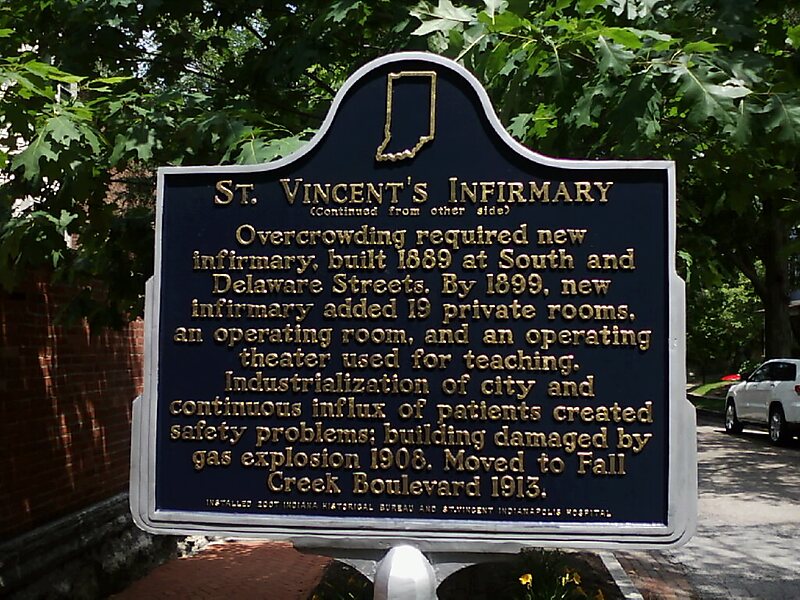 St. Vincent's Infirmary
(Continued from other side)
Overcrowding required new
infirmary, built 1889 at South and
Delaware Streets. By 1899, new
infirmary added 19 private rooms,
an operating room, and an operating
theater used for teaching.
Industrialization of city and
continuous influx of patients created
safety problems; building damaged by
gas explosion 1908. Moved to Fall
Creek Boulevard 1913.
INSTALLED 2007 INDIANA HISTORICAL BUREAU AND ST.VINCENT INDIANAPOLIS HOSPITAL